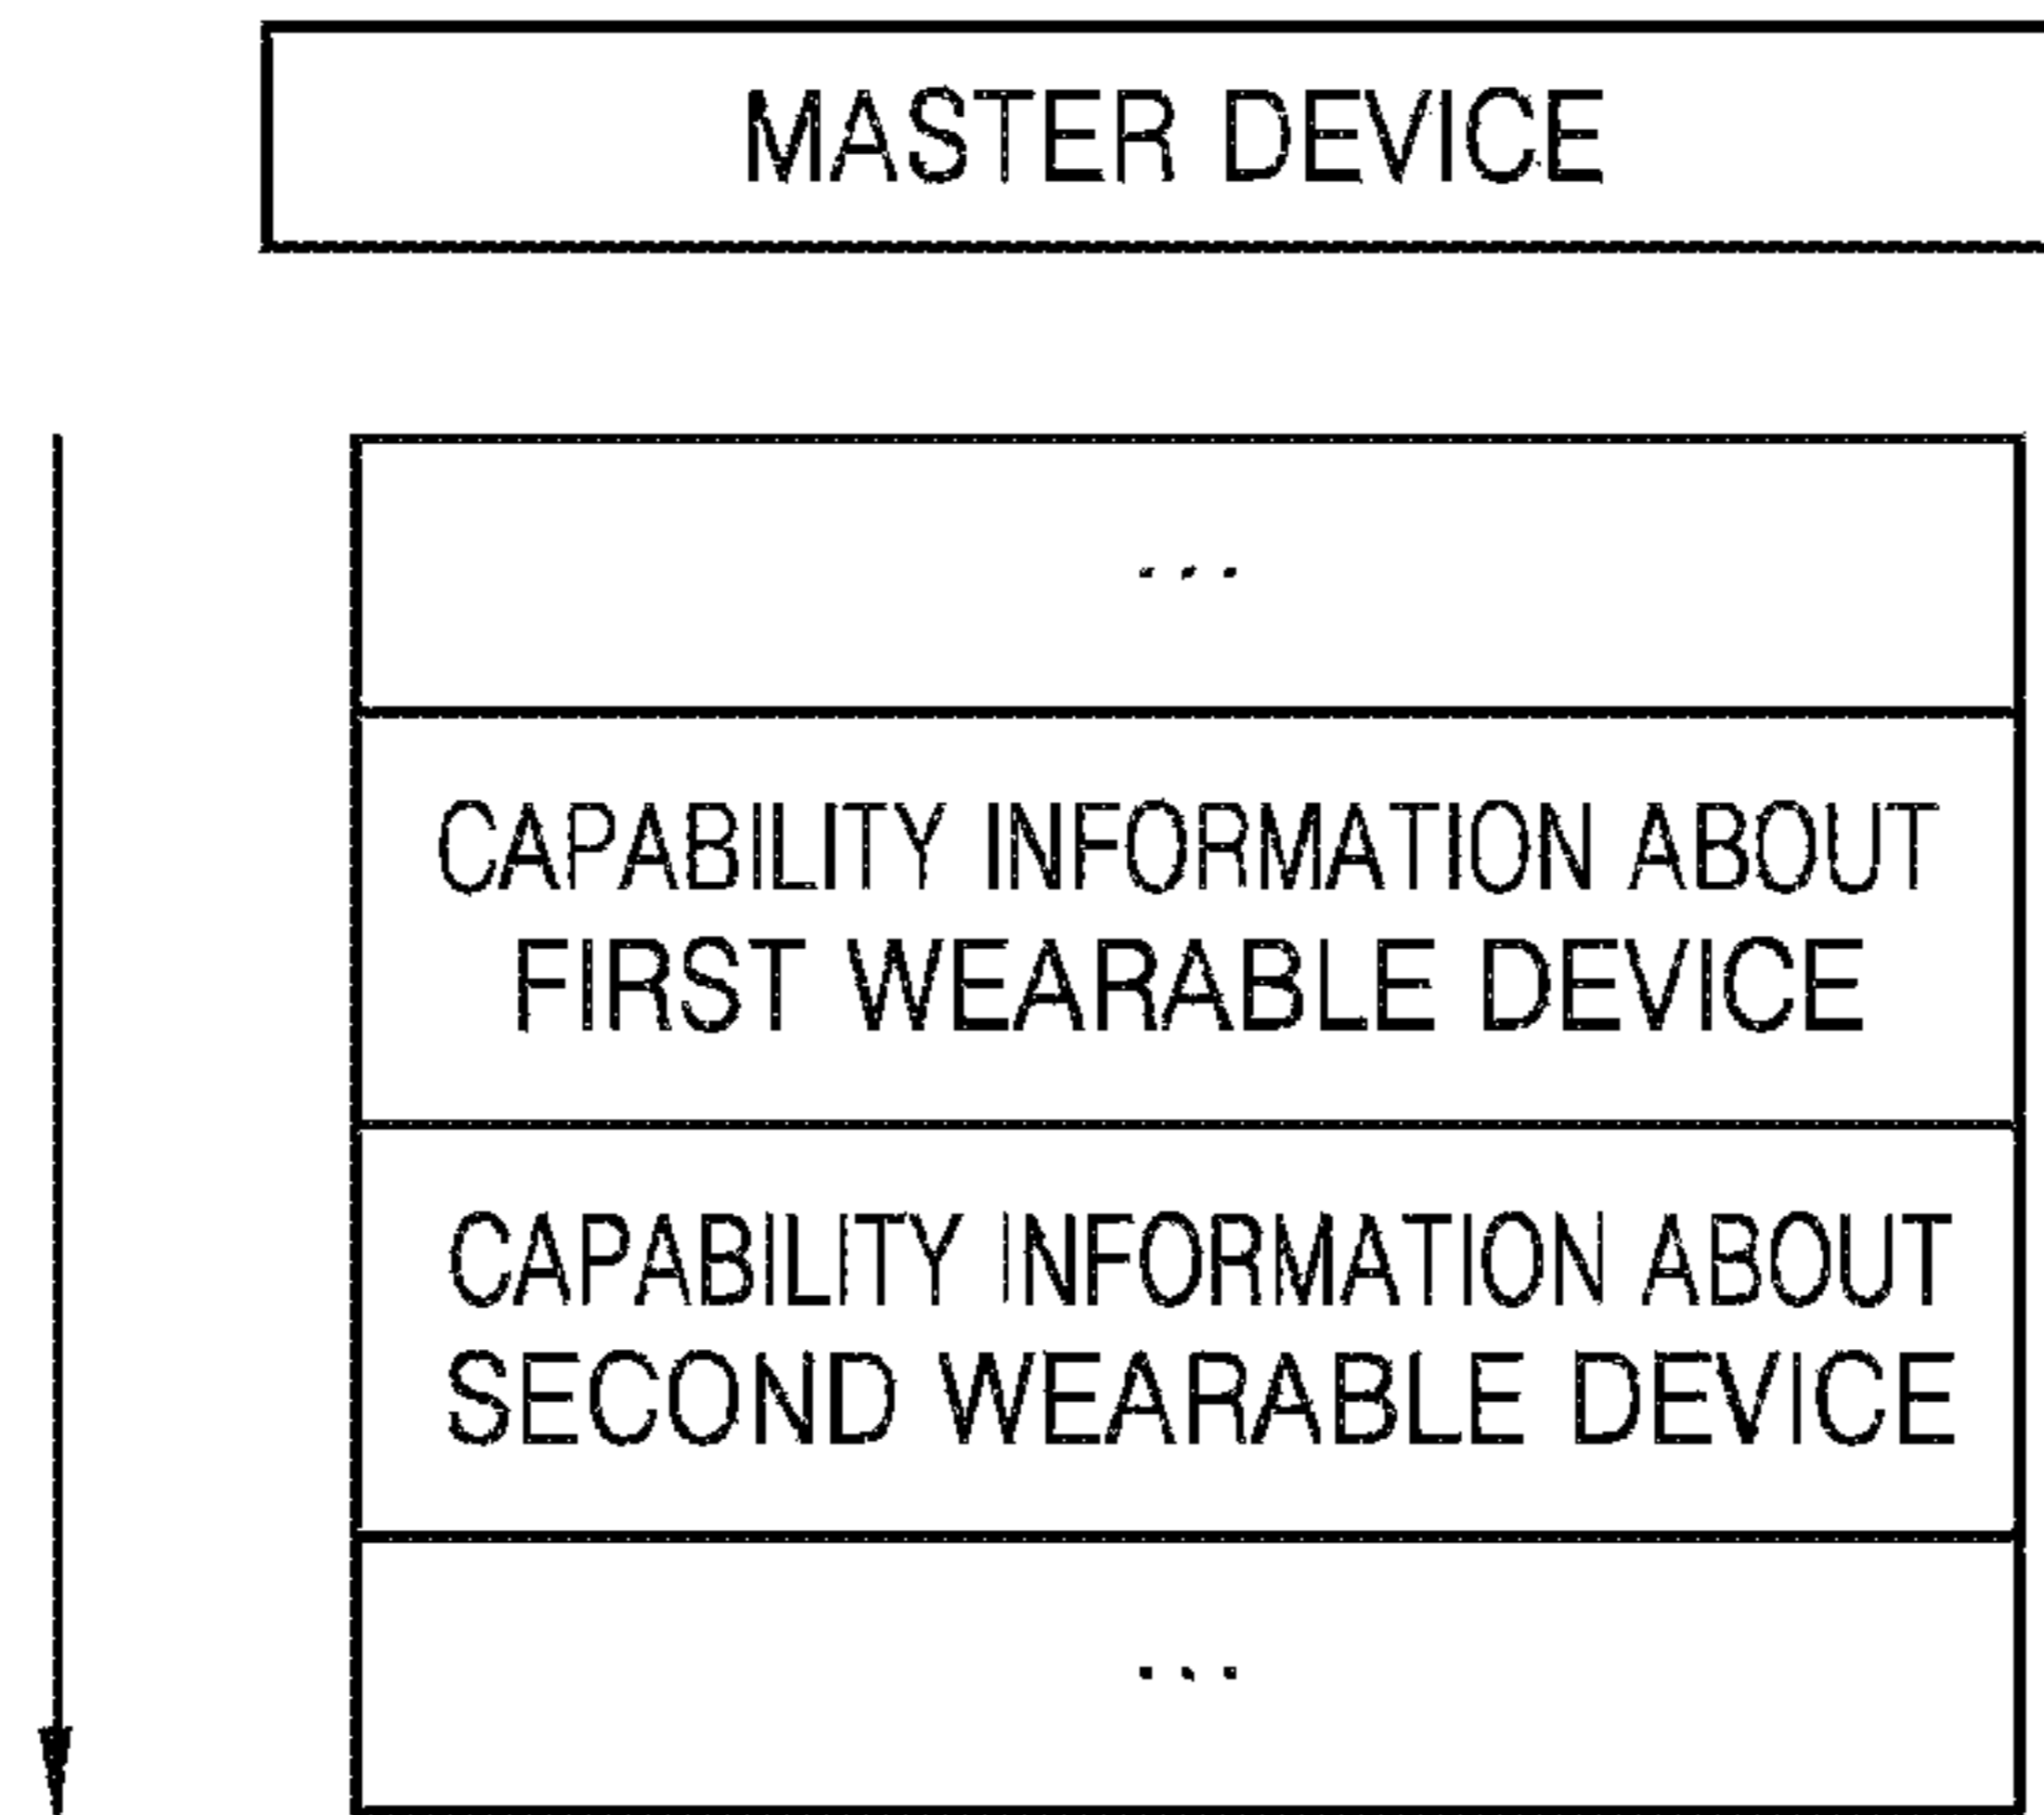 MASTER DEVICE
...
CAPABILITY INFORMATION ABOUT
FIRST WEARABLE DEVICE
CAPABILITY INFORMATION ABOUT
SECOND WEARABLE DEVICE
...